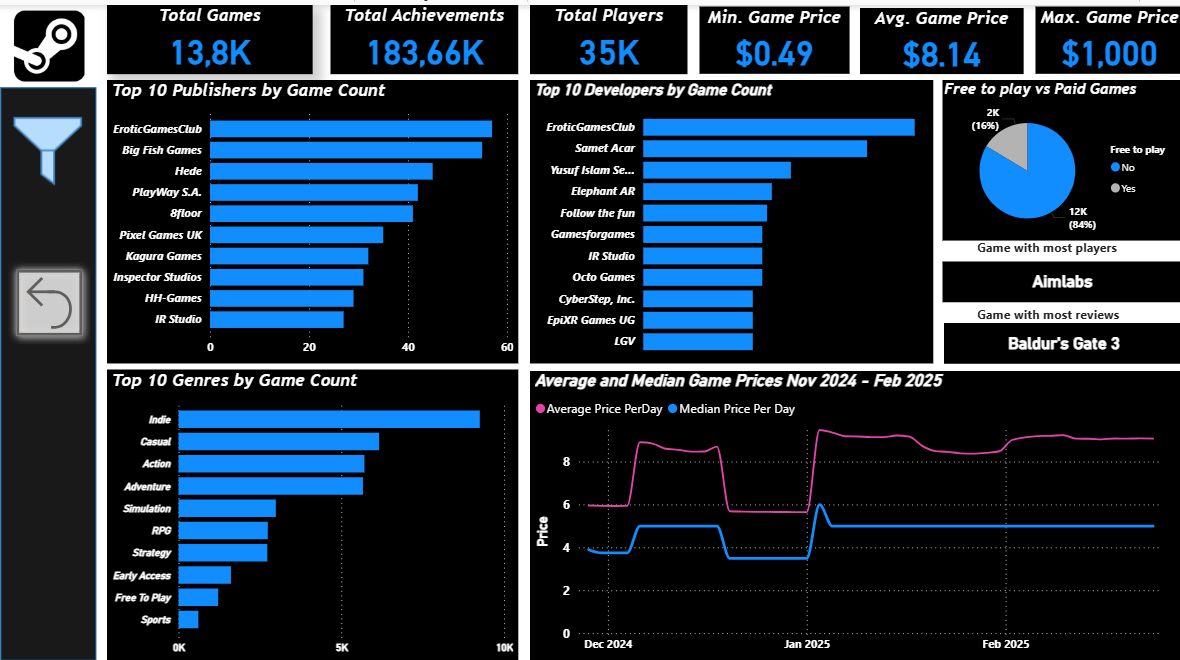 Total Games
13,8K
Total Achievements
183,66K
Total Players
35K
Min. Game Price
$0.49
Avg. Game Price
$8.14
Max. Game Price
$1,000
Top 10 Publishers by Game Count
EroticGamesClub
Big Fish Games
Hede
PlayWay S.A.
8floor
Pixel Games UK
Kagura Games
Inspector Studios
HH-Games
IR Studio
0 20 40 60
Top 10 Developers by Game Count
EroticGamesClub
Samet Acar
Yusuf Islam Se...
Elephant AR
Follow the fun
Gamesforgames
IR Studio
Octo Games
CyberStep, Inc.
EpiXR Games UG
LGV
Free to play vs Paid Games
2K
(16%)
12K
(84%)
Free to play
No
Yes
Game with most players
Aimlabs
Game with most reviews
Baldur's Gate 3
Top 10 Genres by Game Count
Indie
Casual
Action
Adventure
Simulation
RPG
Strategy
Early Access
Free To Play
Sports
0K 5K 10K
Average and Median Game Prices Nov 2024 - Feb 2025
Average Price PerDay Median Price Per Day
Price
8
6
4
2
0
Dec 2024 Jan 2025 Feb 2025